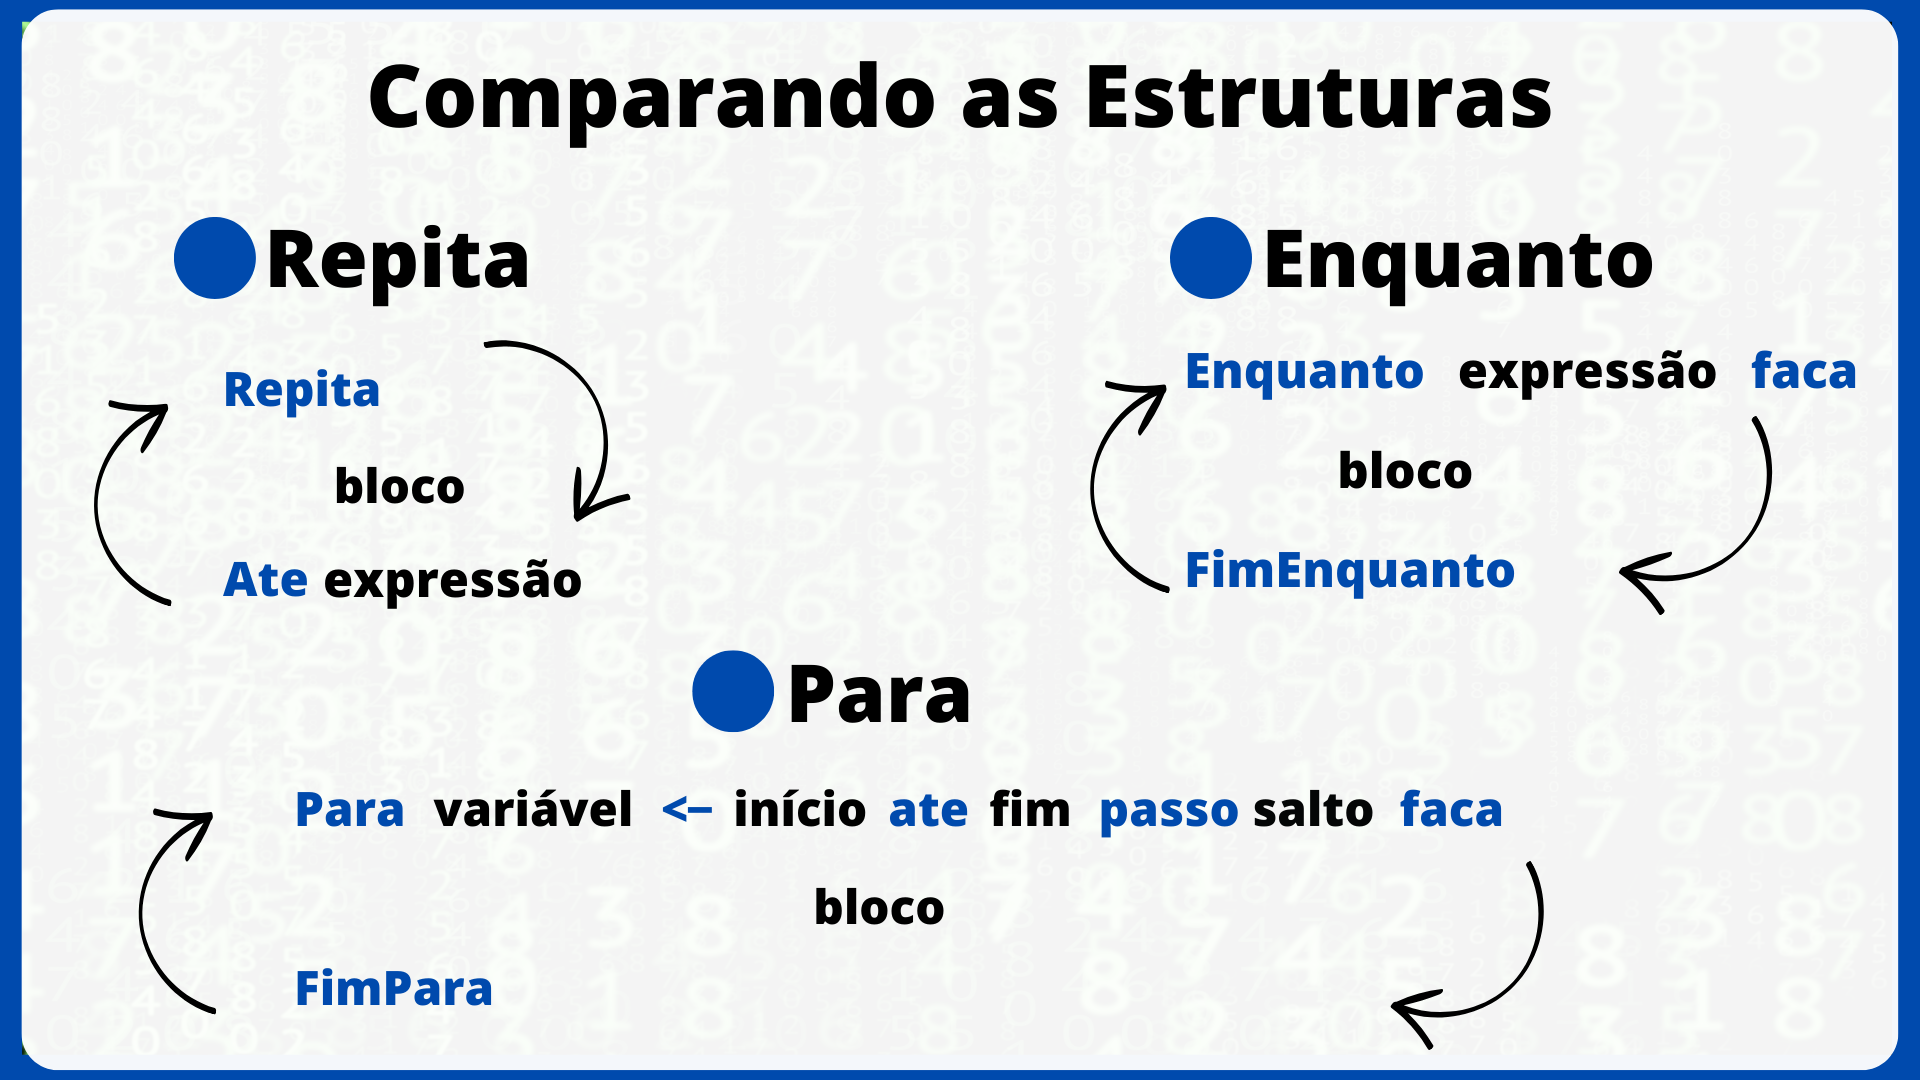 Comparando as Estruturas
Repita
Repita
bloco
Ate expressão
Enquanto
Enquanto expressão faca
bloco
FimEnquanto
Para
Para variável <- início ate fim passo salto faca
bloco
FimPara